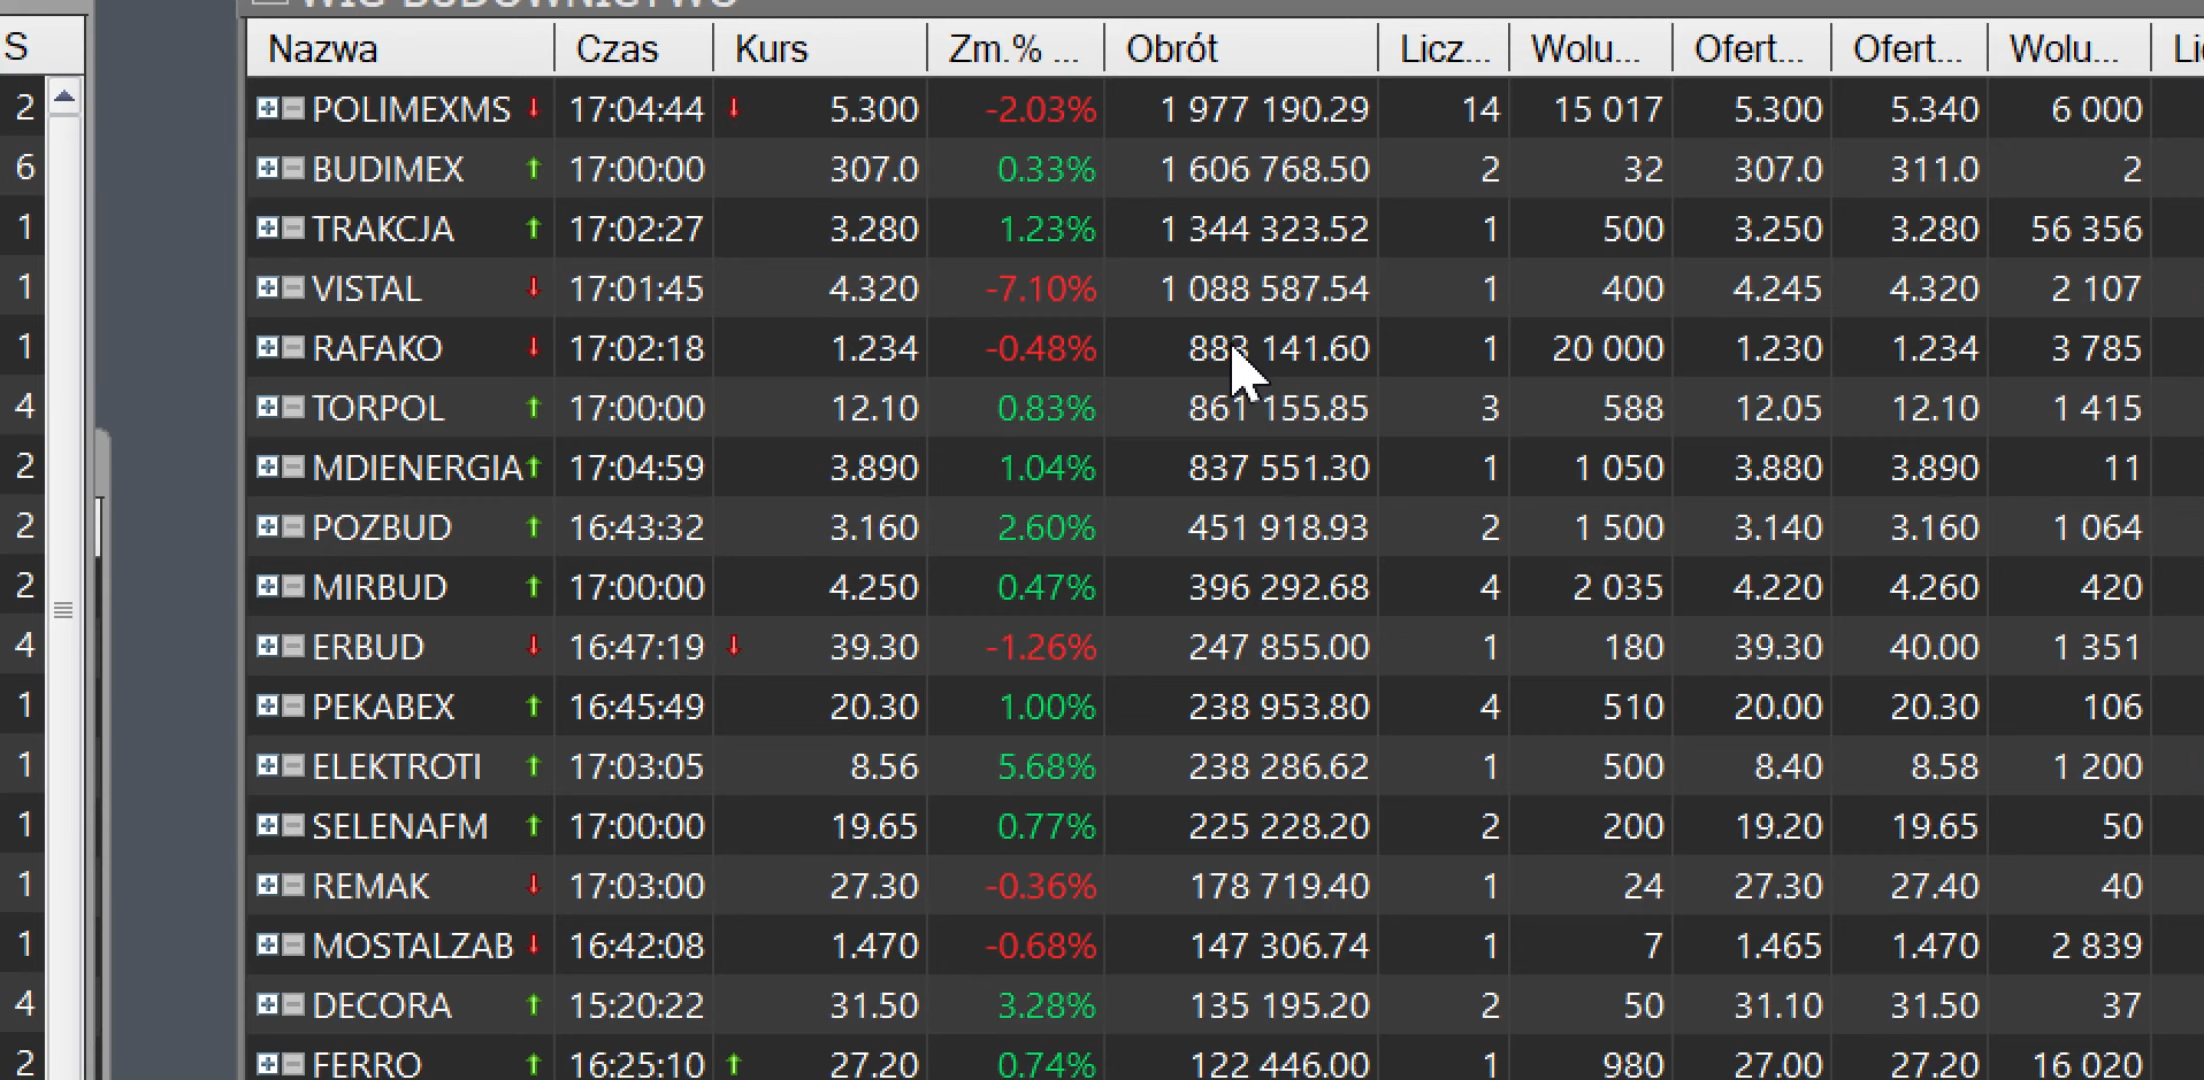 WIG-BUDOWNICTWO
S Nazwa Czas Kurs Zm.% ... Obrót Licz... Wolu... Ofert... Ofert... Wolu...
2 POLIMEXMS 17:04:44 5.300 -2.03% 1 977 190.29 14 15 017 5.300 5.340 6 000
6 BUDIMEX 17:00:00 307.0 0.33% 1 606 768.50 2 32 307.0 311.0 2
1 TRAKCJA 17:02:27 3.280 1.23% 1 344 323.52 1 500 3.250 3.280 56 356
1 VISTAL 17:01:45 4.320 -7.10% 1 088 587.54 1 400 4.245 4.320 2 107
1 RAFAKO 17:02:18 1.234 -0.48% 883 141.60 1 20 000 1.230 1.234 3 785
4 TORPOL 17:00:00 12.10 0.83% 861 155.85 3 588 12.05 12.10 1 415
2 MDIENERGIA 17:04:59 3.890 1.04% 837 551.30 1 1 050 3.880 3.890 11
2 POZBUD 16:43:32 3.160 2.60% 451 918.93 2 1 500 3.140 3.160 1 064
2 MIRBUD 17:00:00 4.250 0.47% 396 292.68 4 2 035 4.220 4.260 420
4 ERBUD 16:47:19 39.30 -1.26% 247 855.00 1 180 39.30 40.00 1 351
1 PEKABEX 16:45:49 20.30 1.00% 238 953.80 4 510 20.00 20.30 106
1 ELEKTROTI 17:03:05 8.56 5.68% 238 286.62 1 500 8.40 8.58 1 200
1 SELENAFM 17:00:00 19.65 0.77% 225 228.20 2 200 19.20 19.65 50
1 REMAK 17:03:00 27.30 -0.36% 178 719.40 1 24 27.30 27.40 40
1 MOSTALZAB 16:42:08 1.470 -0.68% 147 306.74 1 7 1.465 1.470 2 839
4 DECORA 15:20:22 31.50 3.28% 135 195.20 2 50 31.10 31.50 37
2 FERRO 16:25:10 27.20 0.74% 122 446.00 1 980 27.00 27.20 16 020